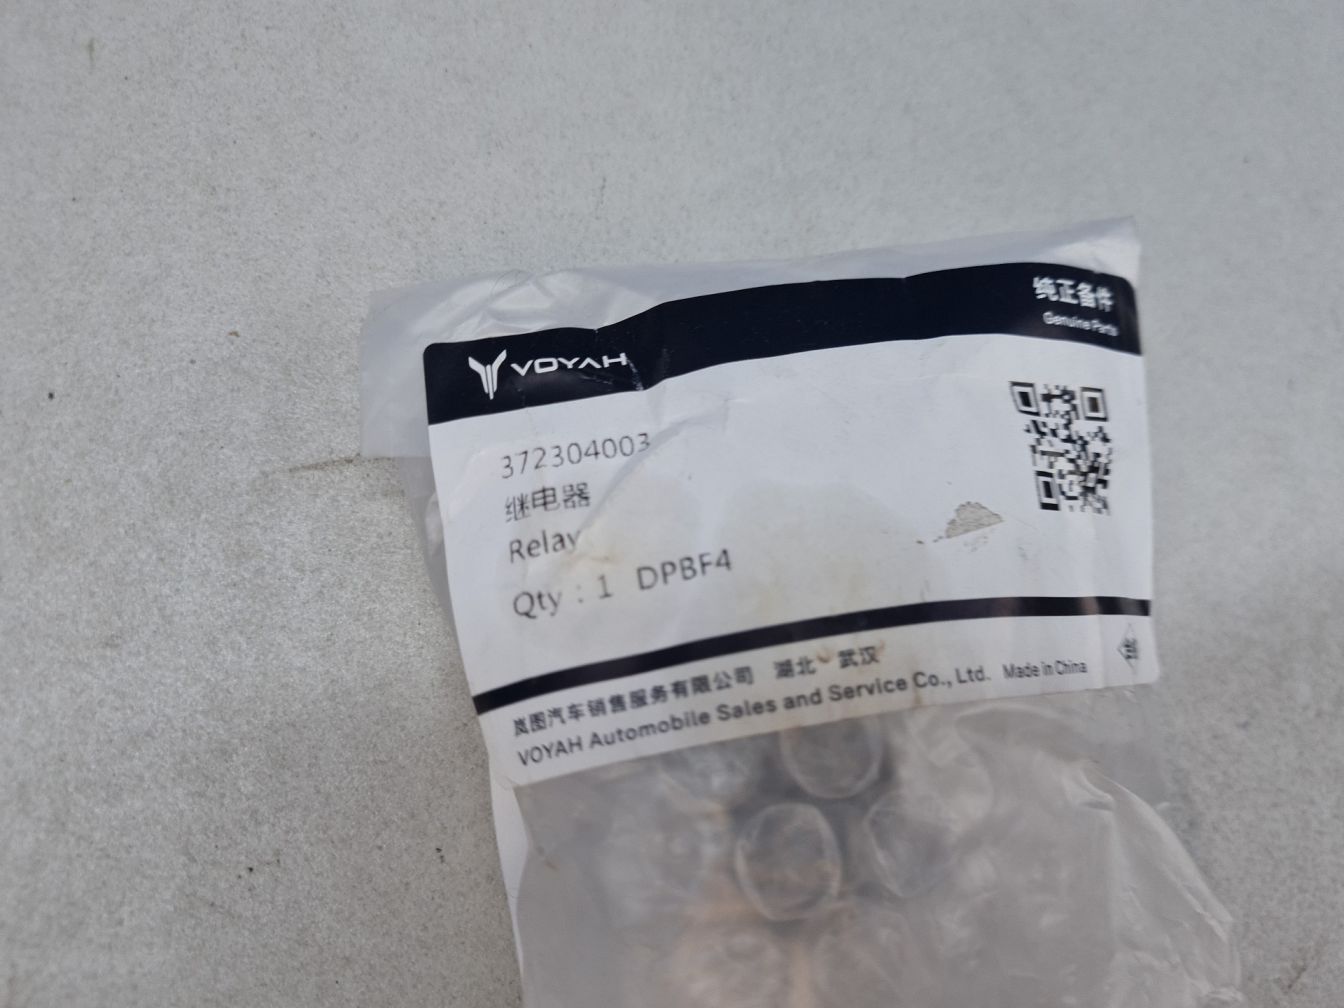 纯正备件
Genuine Parts
VOYAH
372304003
继电器
Relay
Qty : 1 DPBF4
岚图汽车销售服务有限公司 湖北 武汉
VOYAH Automobile Sales and Service Co., Ltd. Made in China